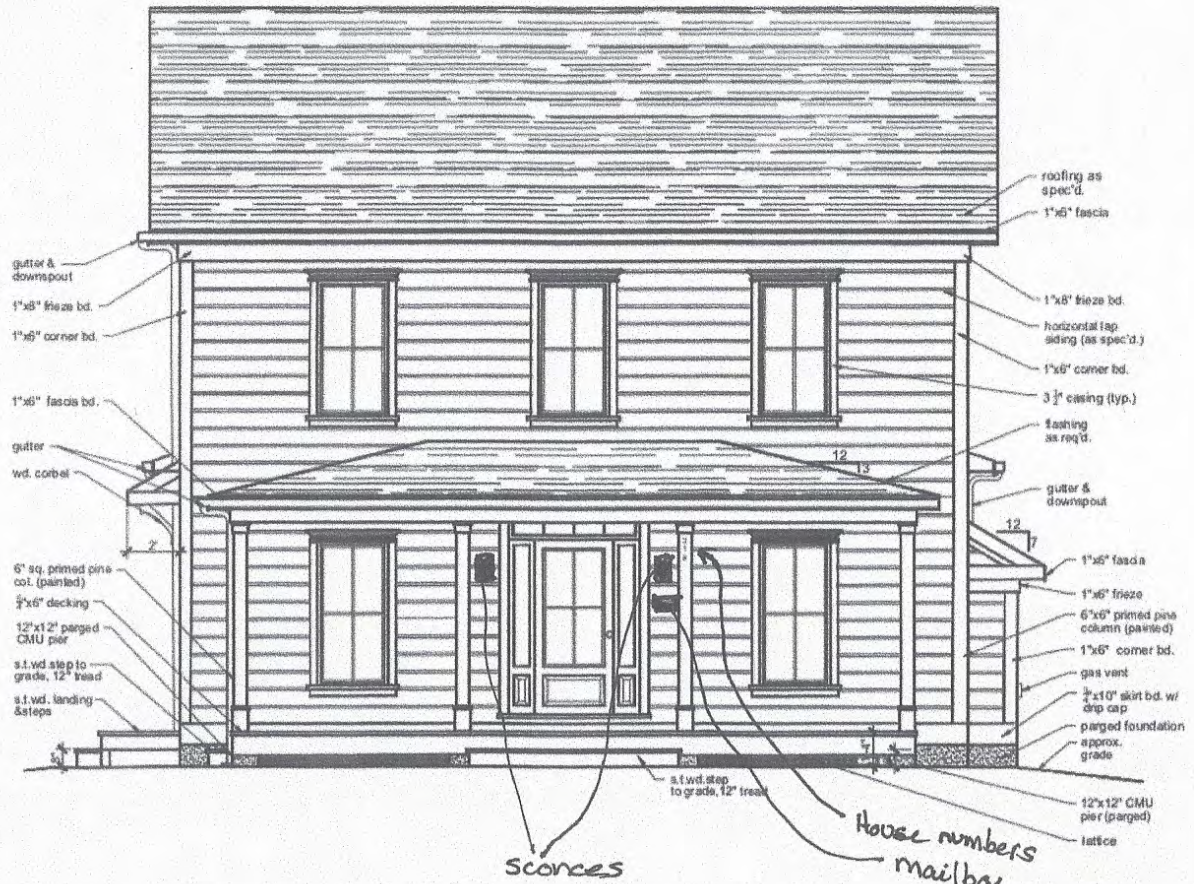 gutter &
downspout
1"x8" frieze bd.
1"x6" corner bd.
1"x6" fascia bd.
gutter
wd. corbel
2'
6" sq. primed pine
col. (painted)
5/4"x6" decking
12"x12" parged
CMU pier
s.t.wd.step to
grade, 12" tread
s.t.wd. landing
&steps
roofing as
spec'd.
1"x6" fascia
1"x8" frieze bd.
horizontal lap
siding (as spec'd.)
1"x6" corner bd.
3 1/2" casing (typ.)
flashing
as req'd.
12
13
gutter &
downspout
12
7
1"x6" fascia
1"x6" frieze
6"x6" primed pine
column (painted)
1"x6" corner bd.
gas vent
x10" skirt bd. w/
drip cap
parged foundation
approx.
grade
12"x12" CMU
pier (parged)
lattice
s.t.wd.step
to grade, 12" tread
sconces
House numbers